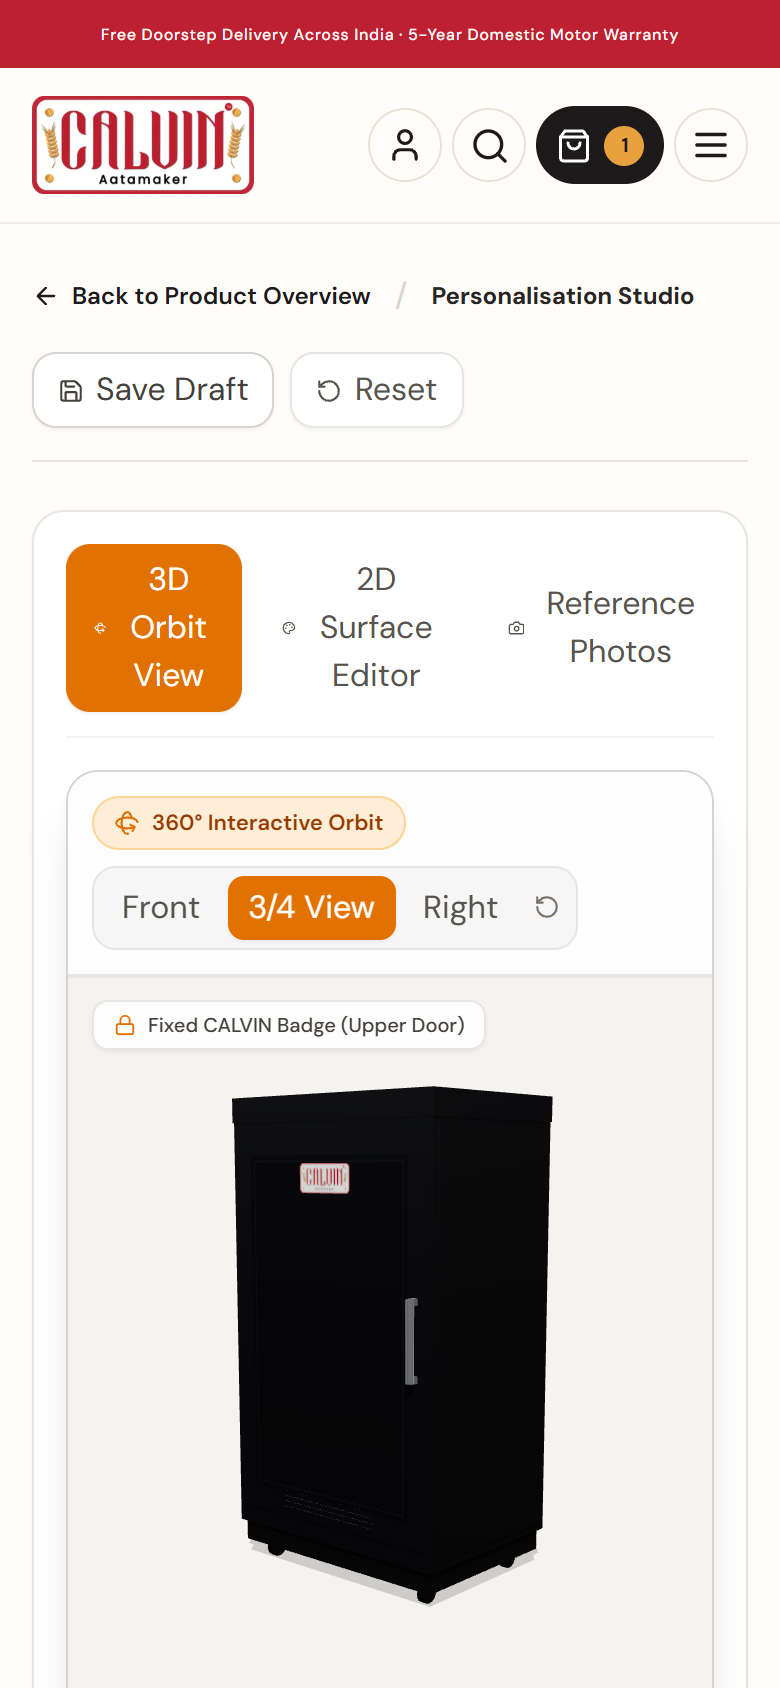 Free Doorstep Delivery Across India · 5-Year Domestic Motor Warranty
CALVIN
Aatamaker
1
Back to Product Overview / Personalisation Studio
Save Draft
Reset
3D
Orbit
View
2D
Surface
Editor
Reference
Photos
360° Interactive Orbit
Front
3/4 View
Right
Fixed CALVIN Badge (Upper Door)
CALVIN